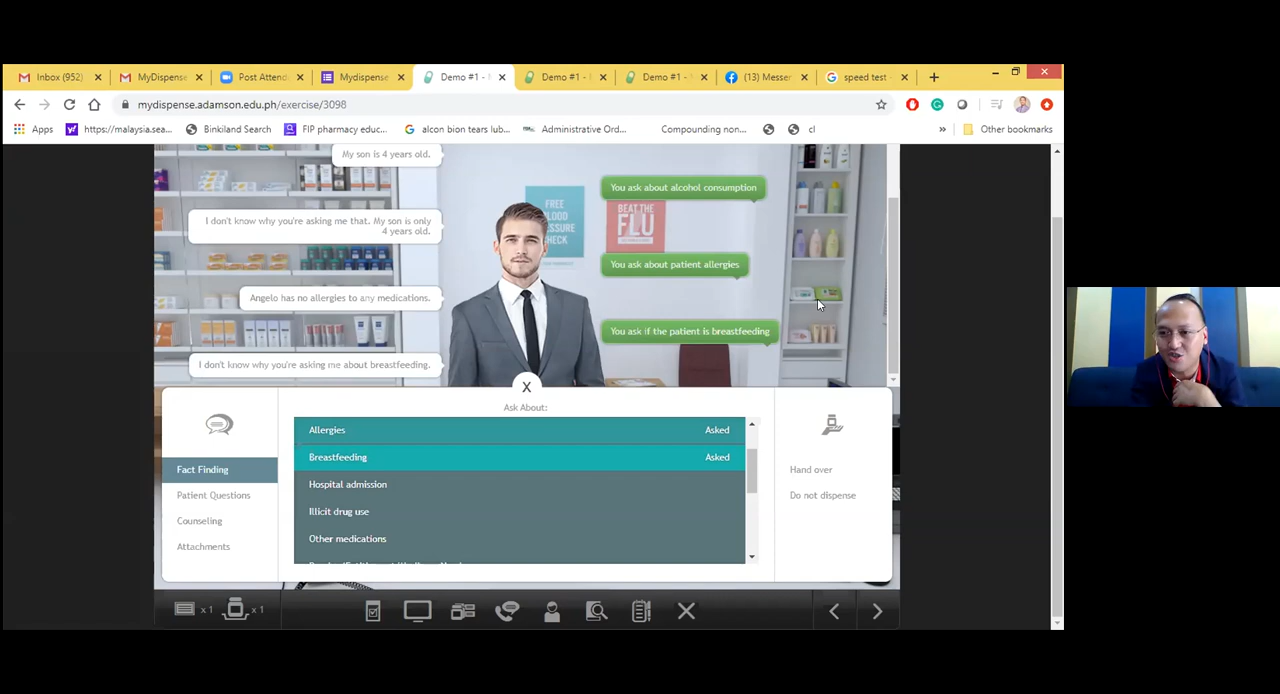 Inbox (952)
MyDispense
Post Attend
Mydispense
Demo #1 -
Demo #1 -
Demo #1 -
(13) Messer
speed test -
mydispense.adamson.edu.ph/exercise/3098
Apps
https://malaysia.sea...
Binkiland Search
FIP pharmacy educ...
alcon bion tears lub...
Administrative Ord...
Compounding non...
cl
»
Other bookmarks
My son is 4 years old.
You ask about alcohol consumption
I don't know why you're asking me that. My son is only
4 years old.
FREE
BLOOD
PRESSURE
CHECK
BEAT THE
FLU
You ask about patient allergies
Angelo has no allergies to any medications.
You ask if the patient is breastfeeding
I don't know why you're asking me about breastfeeding.
X
Ask About:
Allergies
Asked
Breastfeeding
Asked
Hospital admission
Illicit drug use
Other medications
Fact Finding
Patient Questions
Counseling
Attachments
Hand over
Do not dispense
x 1
x 1